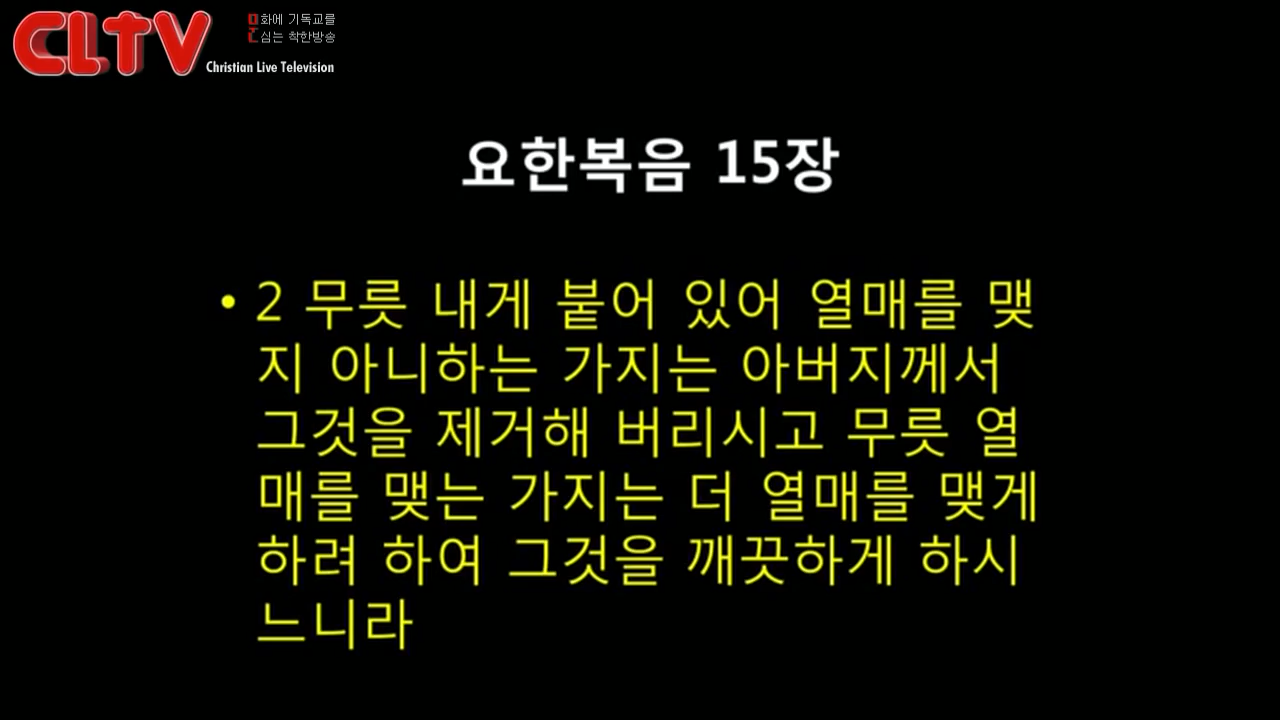 CLTV
문화에 기독교를
심는 착한방송
Christian Live Television
요한복음 15장
• 2 무릇 내게 붙어 있어 열매를 맺
지 아니하는 가지는 아버지께서
그것을 제거해 버리시고 무릇 열
매를 맺는 가지는 더 열매를 맺게
하려 하여 그것을 깨끗하게 하시
느니라